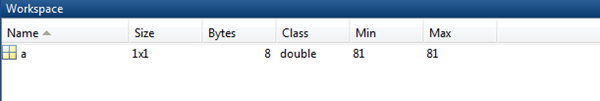 Workspace
Name Size Bytes Class Min Max
a 1x1 8 double 81 81